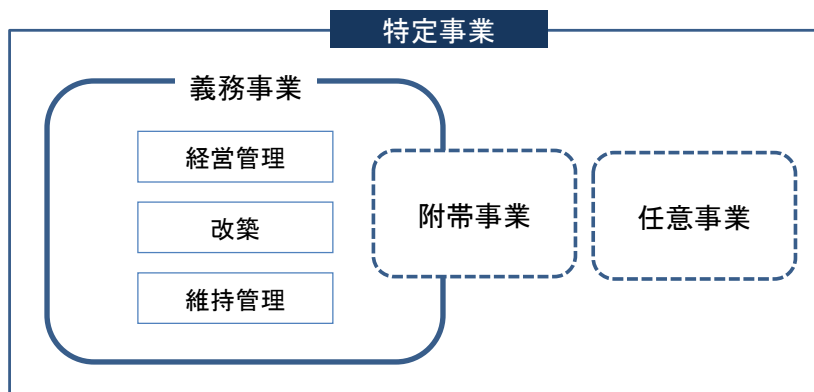 特定事業
義務事業
経営管理
改築
維持管理
附帯事業
任意事業